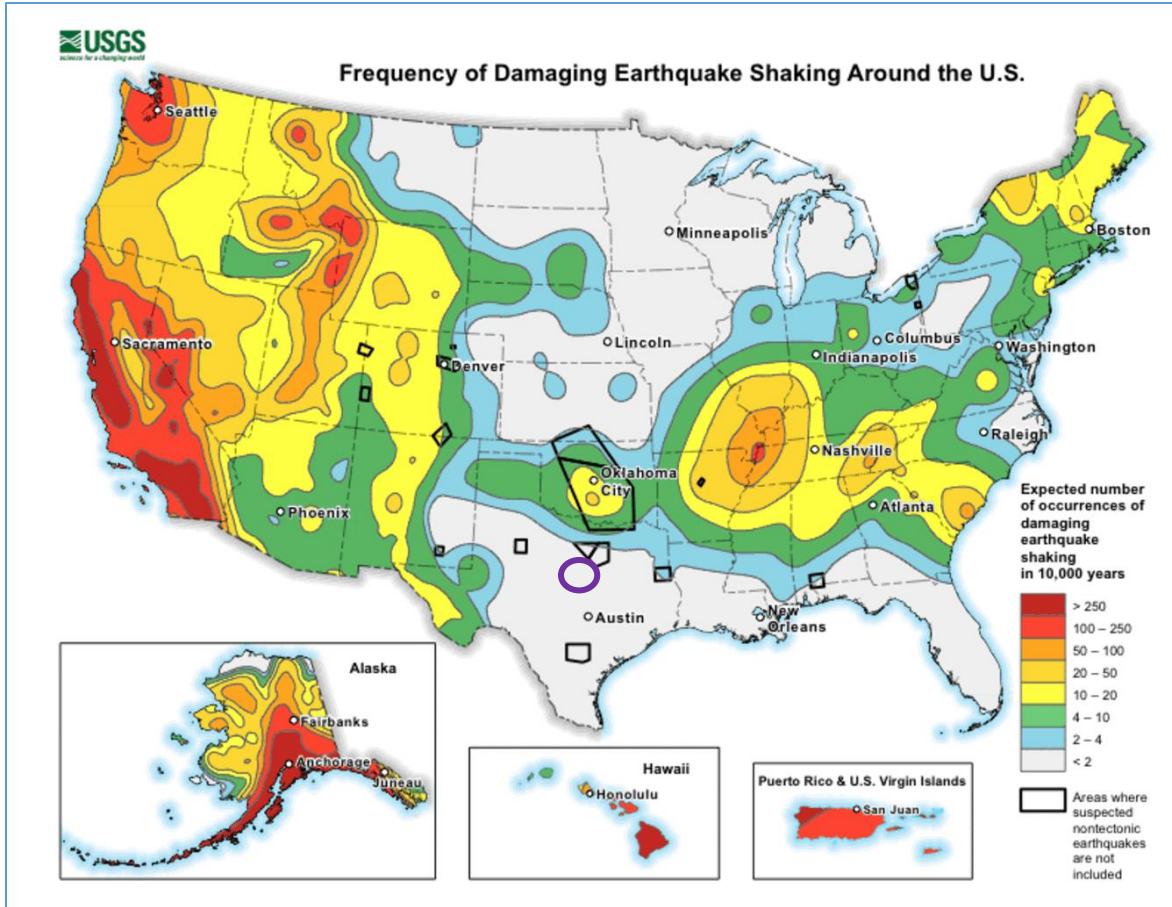 USGS
science for a changing world
Frequency of Damaging Earthquake Shaking Around the U.S.
Seattle
Minneapolis
Boston
Sacramento
Lincoln
Columbus
Washington
Indianapolis
Denver
Raleigh
Nashville
Oklahoma
City
Phoenix
Atlanta
Austin
New
Orleans
Expected number
of occurrences of
damaging
earthquake
shaking
in 10,000 years
> 250
100 – 250
50 – 100
20 – 50
10 – 20
4 – 10
2 – 4
< 2
Areas where
suspected
nontectonic
earthquakes
are not
included
Alaska
Fairbanks
Anchorage
Juneau
Hawaii
Honolulu
Puerto Rico & U.S. Virgin Islands
San Juan